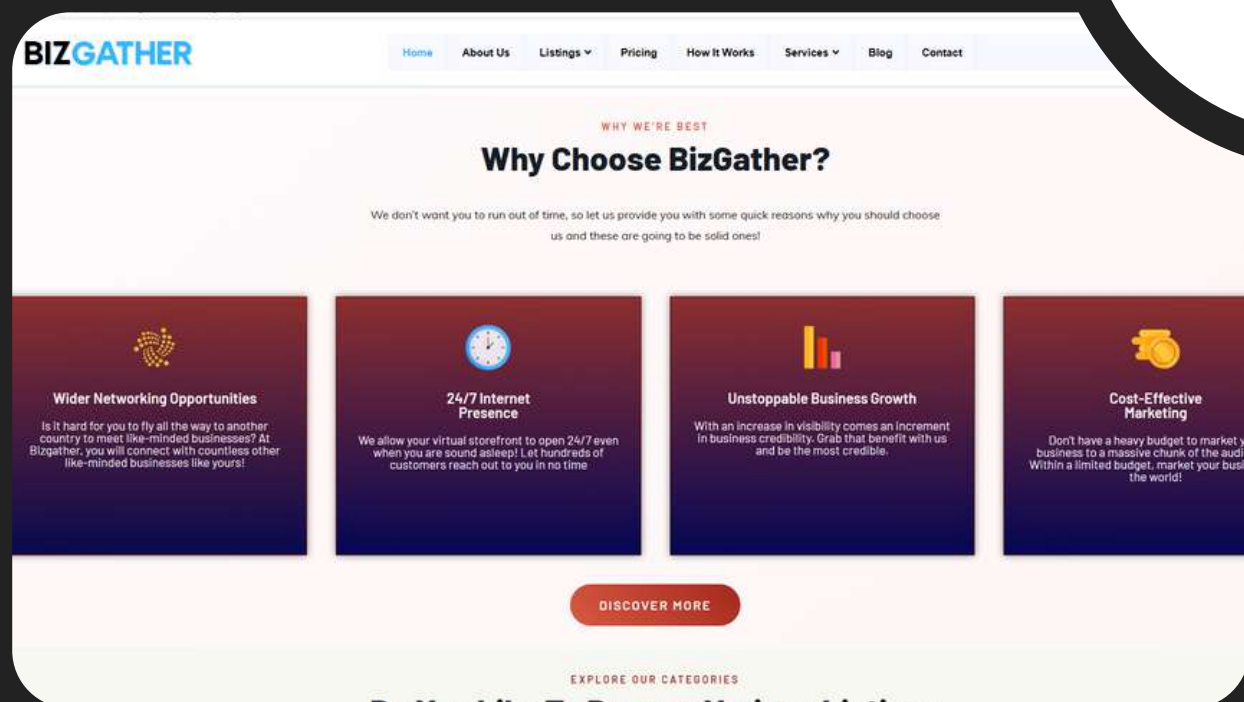 BIZGATHER
Home About Us Listings Pricing How It Works Services Blog Contact
WHY WE'RE BEST
Why Choose BizGather?
We don't want you to run out of time, so let us provide you with some quick reasons why you should choose
us and these are going to be solid ones!
Wider Networking Opportunities
Is it hard for you to fly all the way to another
country to meet like-minded businesses? At
Bizgather, you will connect with countless other
like-minded businesses like yours!
24/7 Internet
Presence
We allow your virtual storefront to open 24/7 even
when you are sound asleep! Let hundreds of
customers reach out to you in no time
Unstoppable Business Growth
With an increase in visibility comes an increment
in business credibility. Grab that benefit with us
and be the most credible.
Cost-Effective
Marketing
Don't have a heavy budget to market
business to a massive chunk of the
Within a limited budget, market your
the world!
DISCOVER MORE
EXPLORE OUR CATEGORIES